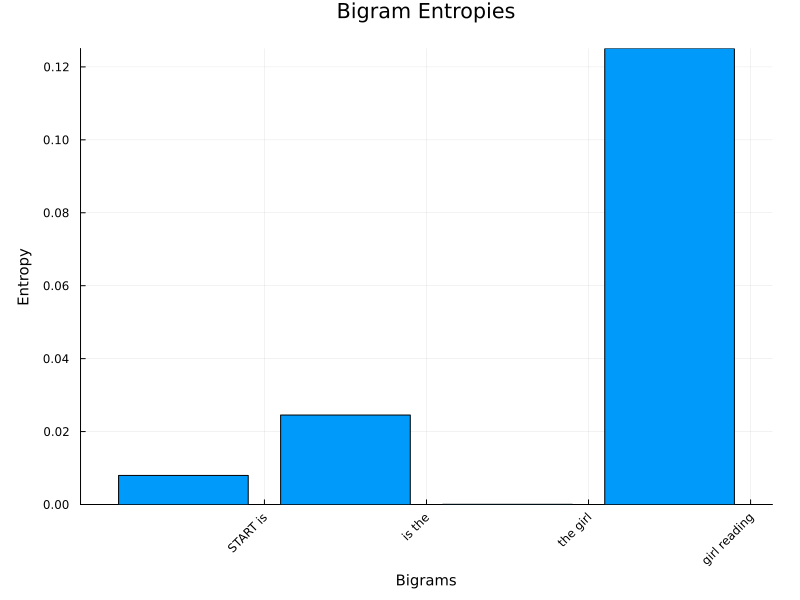 Bigram Entropies
0.12
0.10
0.08
0.06
0.04
0.02
0.00
Entropy
START is
is the
the girl
girl reading
Bigrams